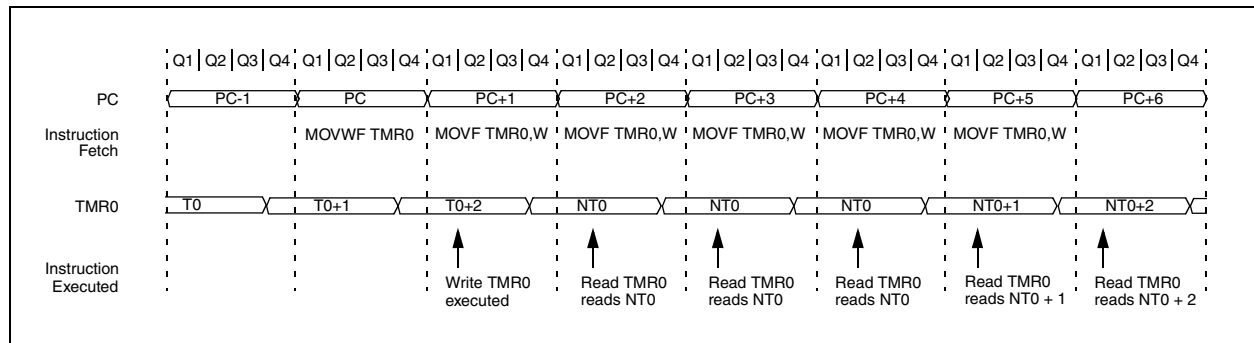 Q1 Q2 Q3 Q4 Q1 Q2 Q3 Q4 Q1 Q2 Q3 Q4 Q1 Q2 Q3 Q4 Q1 Q2 Q3 Q4 Q1 Q2 Q3 Q4 Q1 Q2 Q3 Q4 Q1 Q2 Q3 Q4
PC PC-1 PC PC+1 PC+2 PC+3 PC+4 PC+5 PC+6
Instruction MOVWF TMR0 MOVF TMR0,W MOVF TMR0,W MOVF TMR0,W MOVF TMR0,W MOVF TMR0,W
Fetch
TMR0 T0 T0+1 T0+2 NT0 NT0 NT0 NT0+1 NT0+2
Instruction Write TMR0 Read TMR0 Read TMR0 Read TMR0 Read TMR0 Read TMR0
Executed executed reads NT0 reads NT0 reads NT0 reads NT0 + 1 reads NT0 + 2